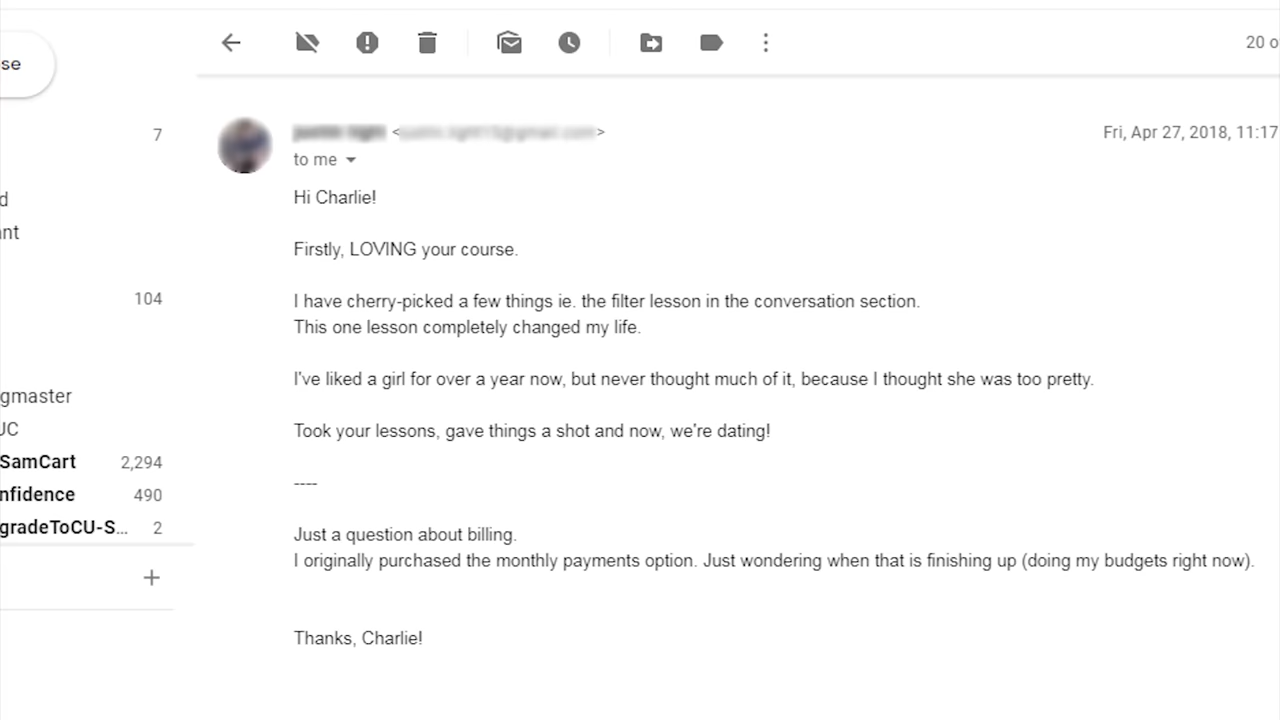 20 o
se
7
Fri, Apr 27, 2018, 11:17
to me
Hi Charlie!
d
ant
Firstly, LOVING your course.
104
I have cherry-picked a few things ie. the filter lesson in the conversation section.
This one lesson completely changed my life.
I've liked a girl for over a year now, but never thought much of it, because I thought she was too pretty.
gmaster
JC
Took your lessons, gave things a shot and now, we're dating!
SamCart 2,294
nfidence 490
----
gradeToCU-S... 2
Just a question about billing.
I originally purchased the monthly payments option. Just wondering when that is finishing up (doing my budgets right now).
+
Thanks, Charlie!